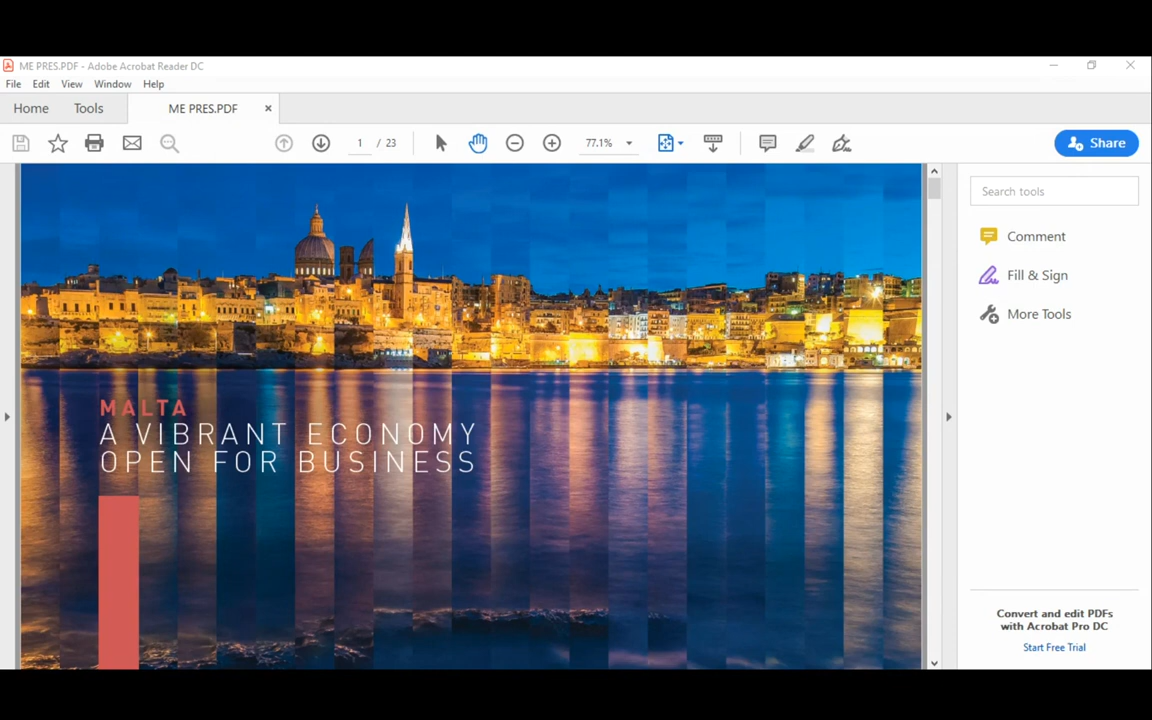 ME PRES.PDF - Adobe Acrobat Reader DC
File Edit View Window Help
Home Tools ME PRES.PDF ×
1 / 23 77.1% Share
Search tools
Comment
Fill & Sign
More Tools
MALTA
A VIBRANT ECONOMY
OPEN FOR BUSINESS
Convert and edit PDFs
with Acrobat Pro DC
Start Free Trial